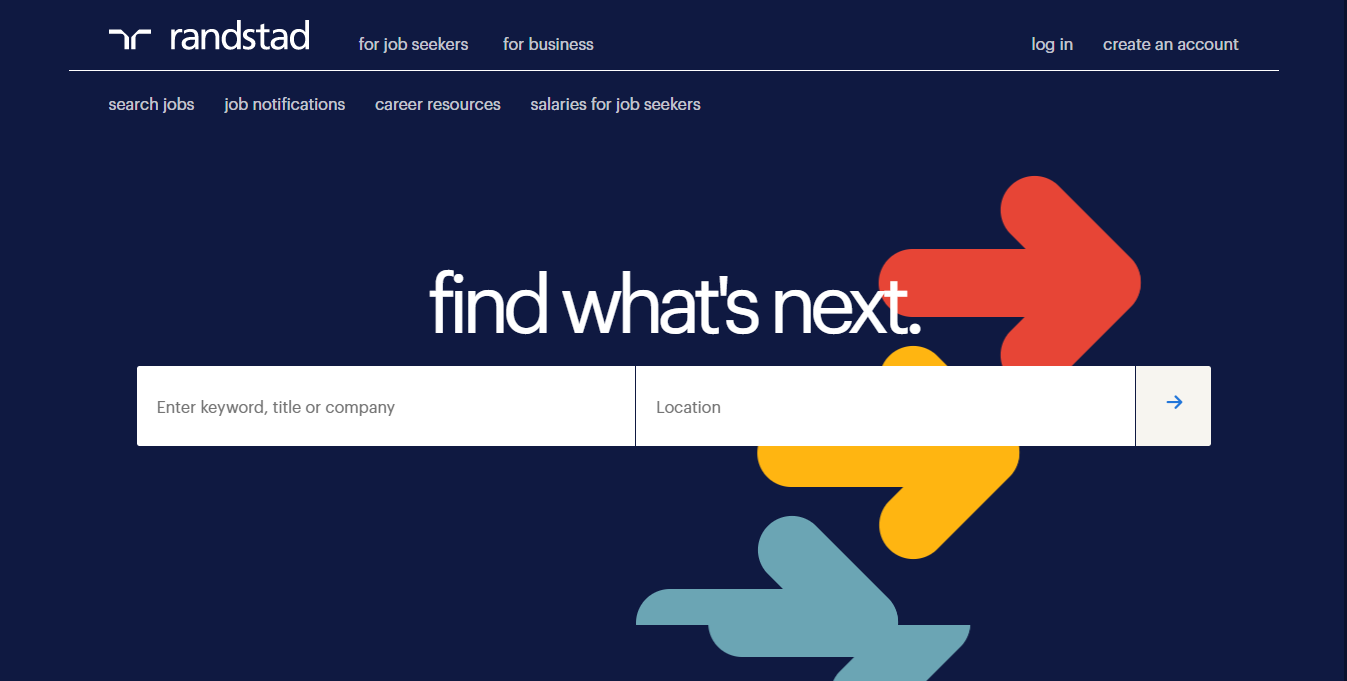 randstad for job seekers for business log in create an account
search jobs job notifications career resources salaries for job seekers
find what's next.
Enter keyword, title or company Location